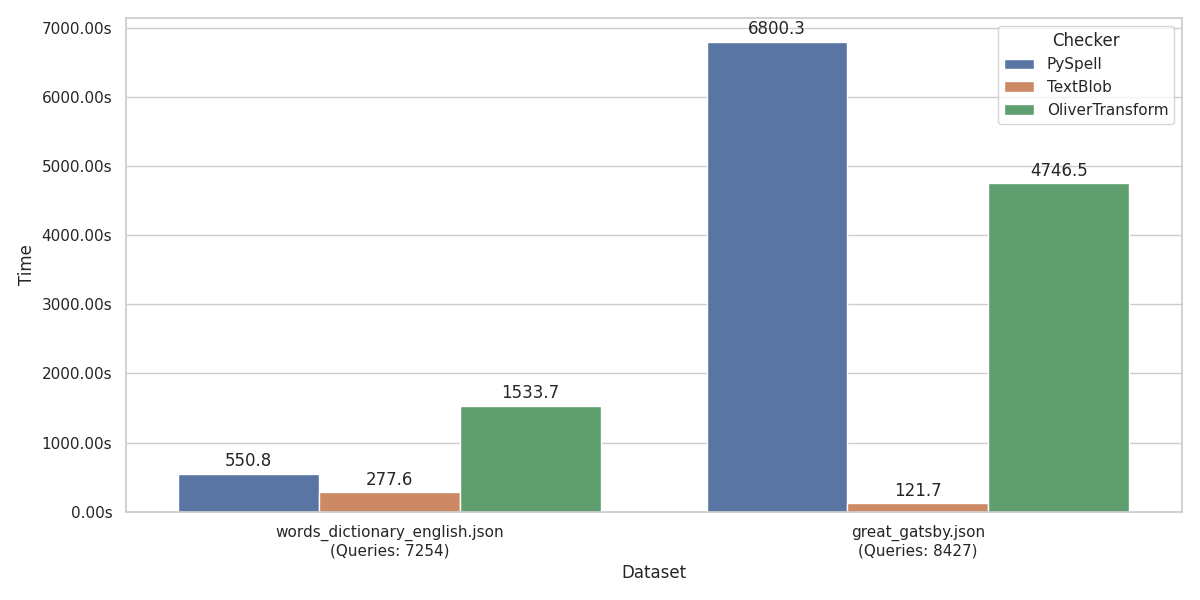 7000.00s
6000.00s
5000.00s
4000.00s
3000.00s
2000.00s
1000.00s
0.00s
Time
6800.3
4746.5
1533.7
550.8
277.6
121.7
Checker
PySpell
TextBlob
OliverTransform
words_dictionary_english.json
(Queries: 7254)
great_gatsby.json
(Queries: 8427)
Dataset